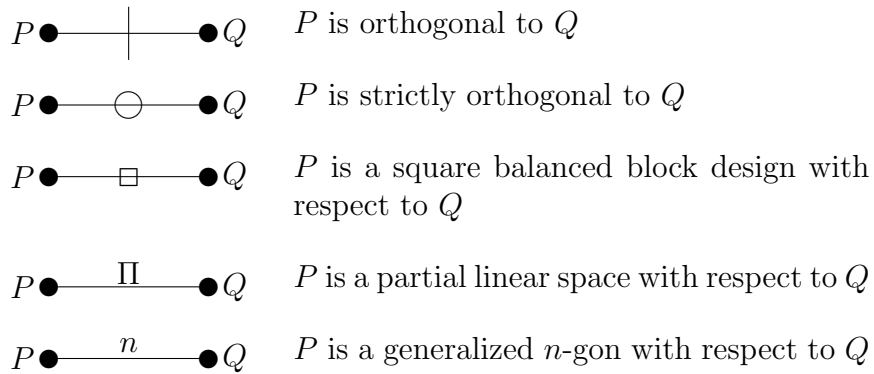 P Q P is orthogonal to Q
P Q P is strictly orthogonal to Q
P Q P is a square balanced block design with
respect to Q
P Π Q P is a partial linear space with respect to Q
P n Q P is a generalized n-gon with respect to Q